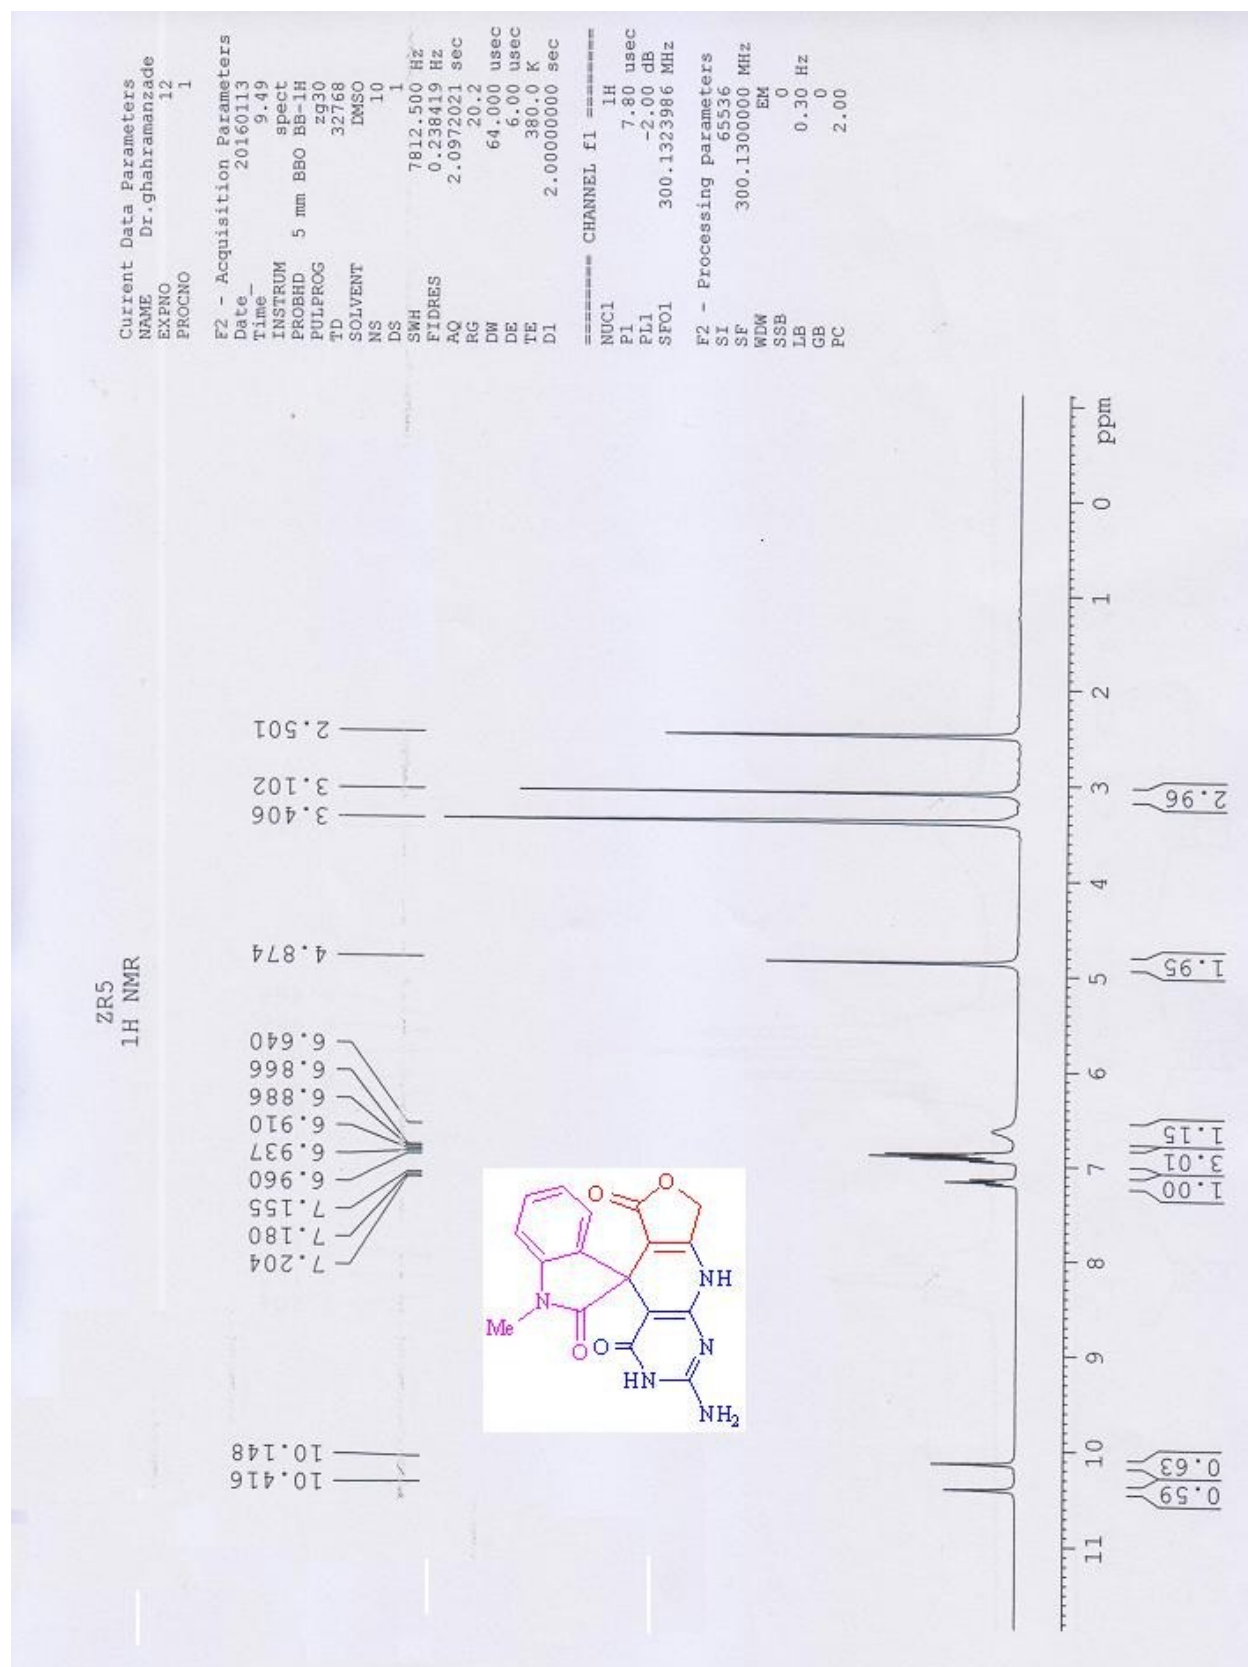 ZR5
1H NMR
Current Data Parameters
NAME Dr.ghahramanzade
EXPNO 12
PROCNO 1
F2 - Acquisition Parameters
Date_ 20160113
Time_ 9.49
INSTRUM spect
PROBHD 5 mm BBO BB-1H
PULPROG zg30
TD 32768
SOLVENT DMSO
NS 10
DS 1
SWH 7812.500 Hz
FIDRES 0.238419 Hz
AQ 2.0972021 sec
RG 20.2
DW 64.000 usec
DE 6.00 usec
TE 380.0 K
D1 2.00000000 sec
======== CHANNEL f1 ========
NUC1 1H
P1 7.80 usec
PL1 -2.00 dB
SFO1 300.1323986 MHz
F2 - Processing parameters
SI 65536
SF 300.1300000 MHz
WDW EM
SSB 0
LB 0.30 Hz
GB 0
PC 2.00
10.416
10.148
7.204
7.180
7.155
6.960
6.937
6.910
6.886
6.866
6.640
4.874
3.406
3.102
2.501
O
O
N
Me
O
NH
O
N
HN
NH2
11 10 9 8 7 6 5 4 3 2 1 0 ppm
0.59
0.63
1.00
3.01
1.15
1.95
2.96